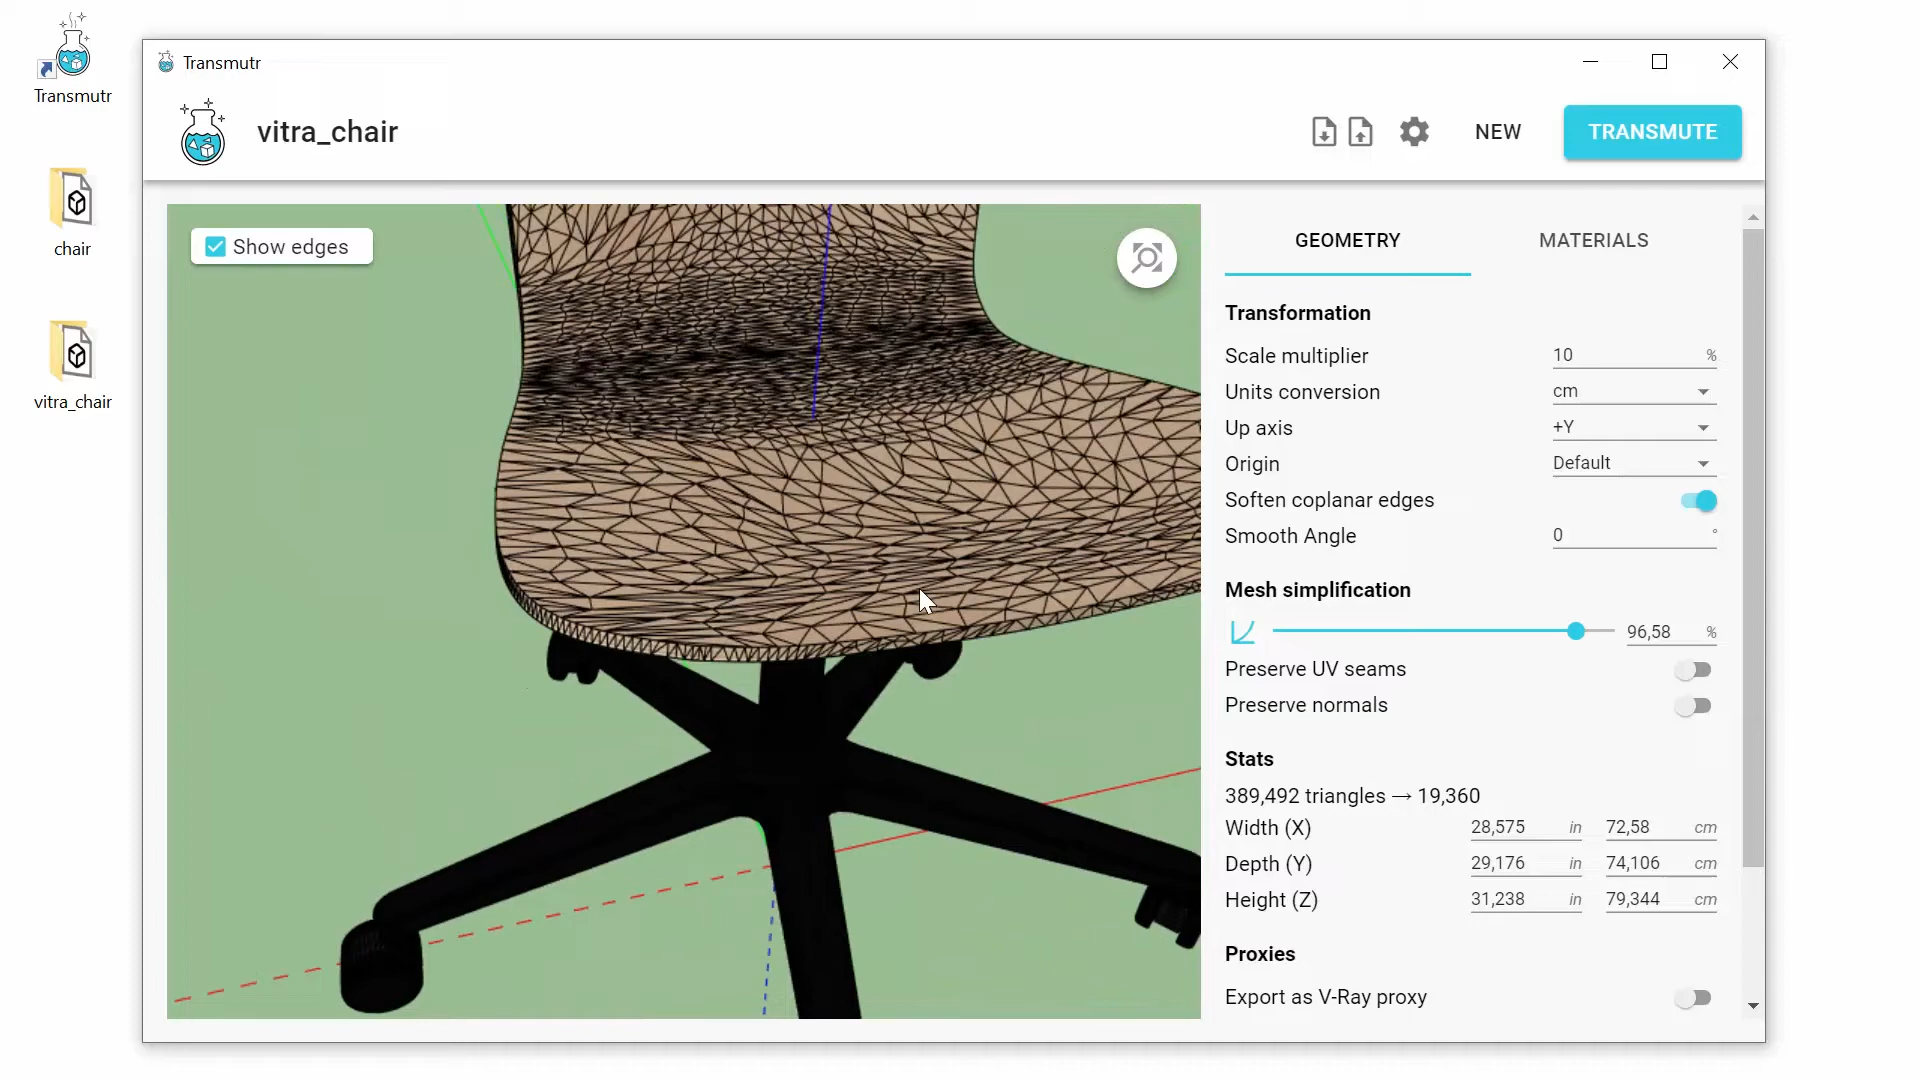 Transmutr
Transmutr
vitra_chair
NEW
TRANSMUTE
chair
vitra_chair
Show edges
GEOMETRY
MATERIALS
Transformation
Scale multiplier 10 %
Units conversion cm
Up axis +Y
Origin Default
Soften coplanar edges
Smooth Angle 0 °
Mesh simplification
96,58 %
Preserve UV seams
Preserve normals
Stats
389,492 triangles → 19,360
Width (X) 28,575 in 72,58 cm
Depth (Y) 29,176 in 74,106 cm
Height (Z) 31,238 in 79,344 cm
Proxies
Export as V-Ray proxy